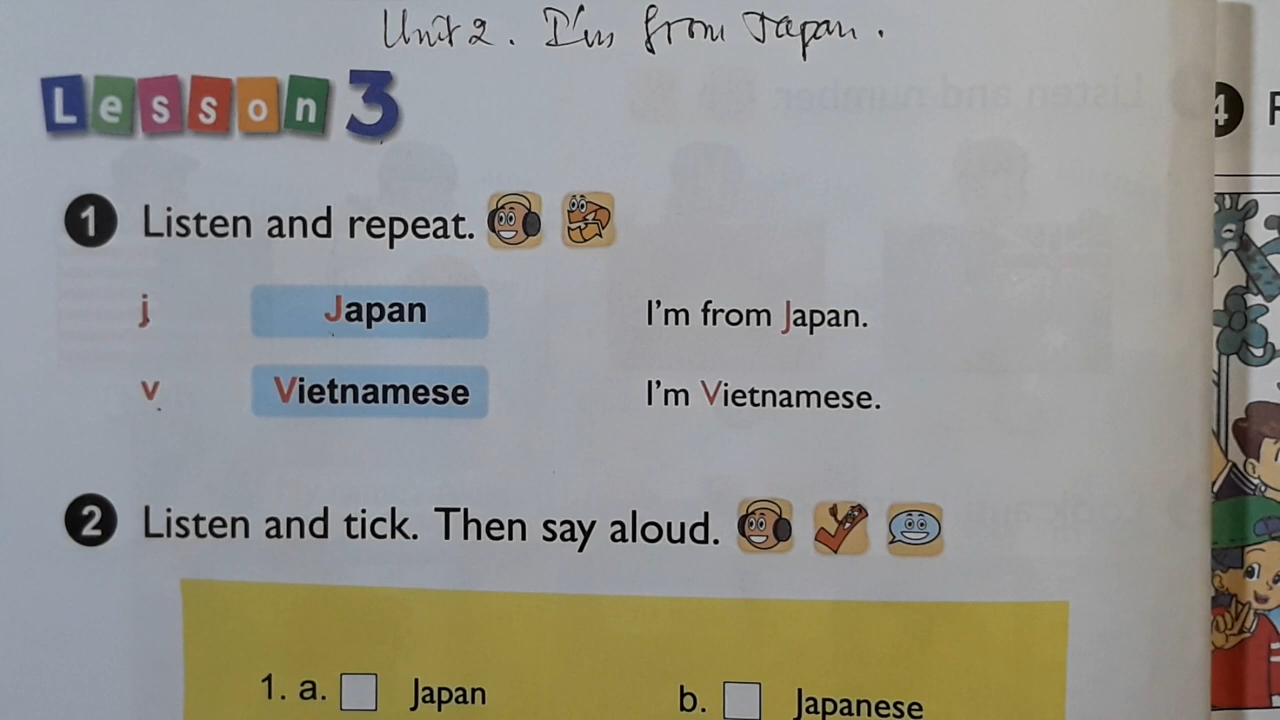 Unit 2. I'm from Japan.
Lesson 3
1 Listen and repeat.
j Japan I'm from Japan.
v Vietnamese I'm Vietnamese.
2 Listen and tick. Then say aloud.
1. a. Japan b. Japanese
4